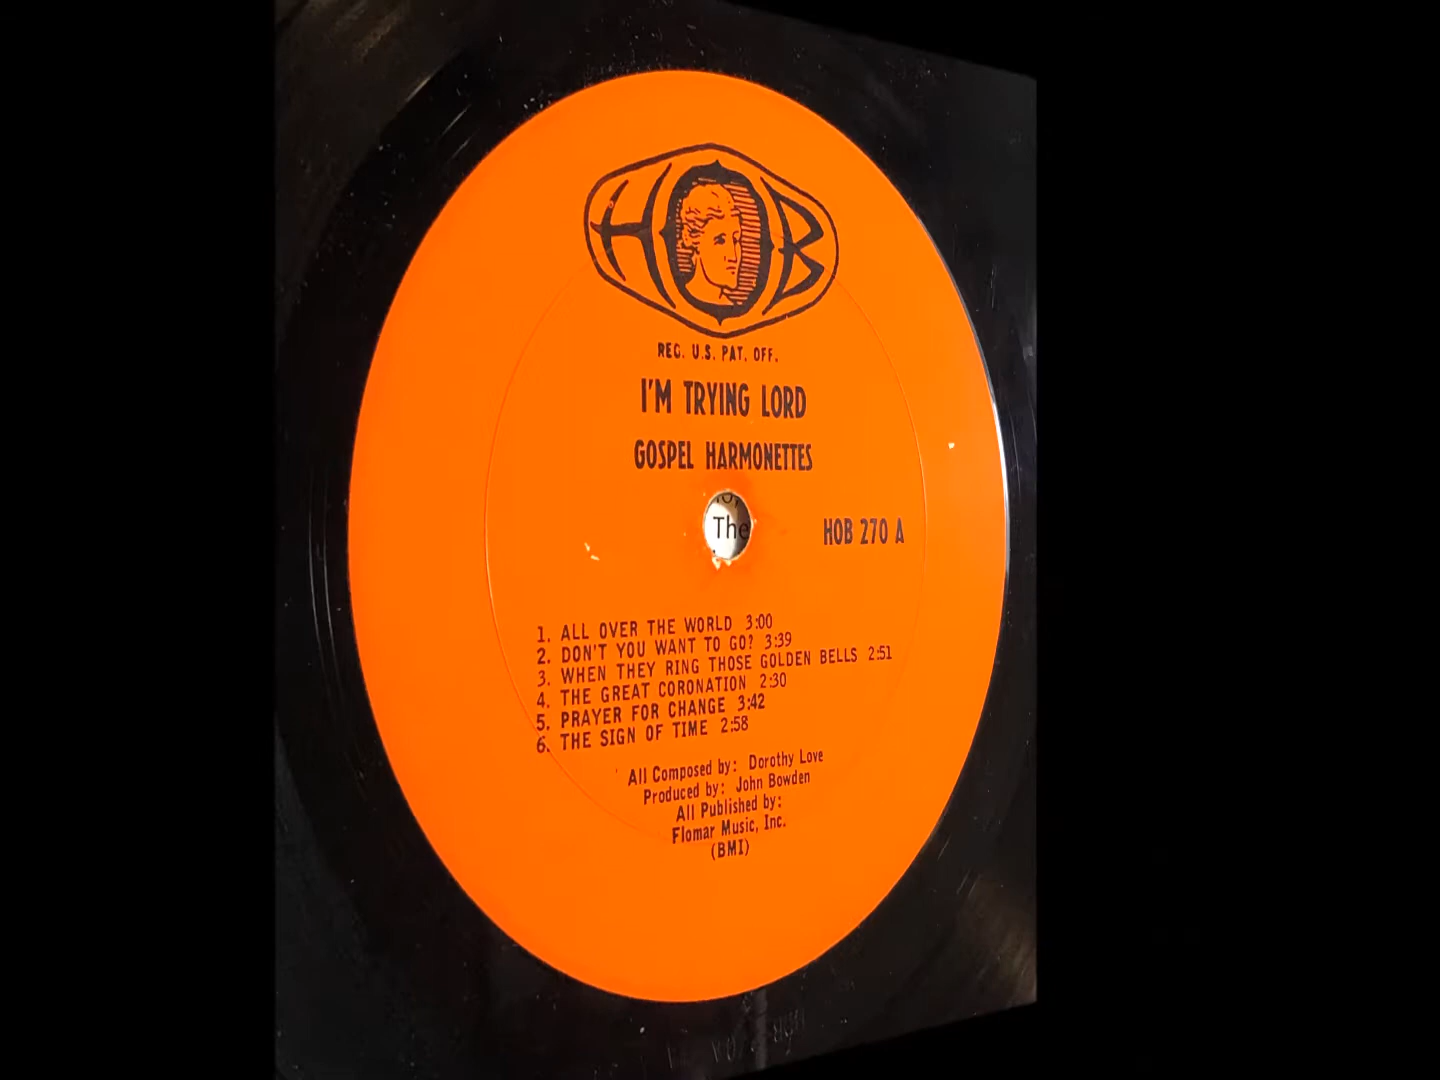 HOB
REG. U.S. PAT. OFF.
I'M TRYING LORD
GOSPEL HARMONETTES
The
HOB 270 A
1. ALL OVER THE WORLD 3:00
2. DON'T YOU WANT TO GO? 3:39
3. WHEN THEY RING THOSE GOLDEN BELLS 2:51
4. THE GREAT CORONATION 2:30
5. PRAYER FOR CHANGE 3:42
6. THE SIGN OF TIME 2:58
All Composed by: Dorothy Love
Produced by: John Bowden
All Published by:
Flomar Music, Inc.
(BMI)